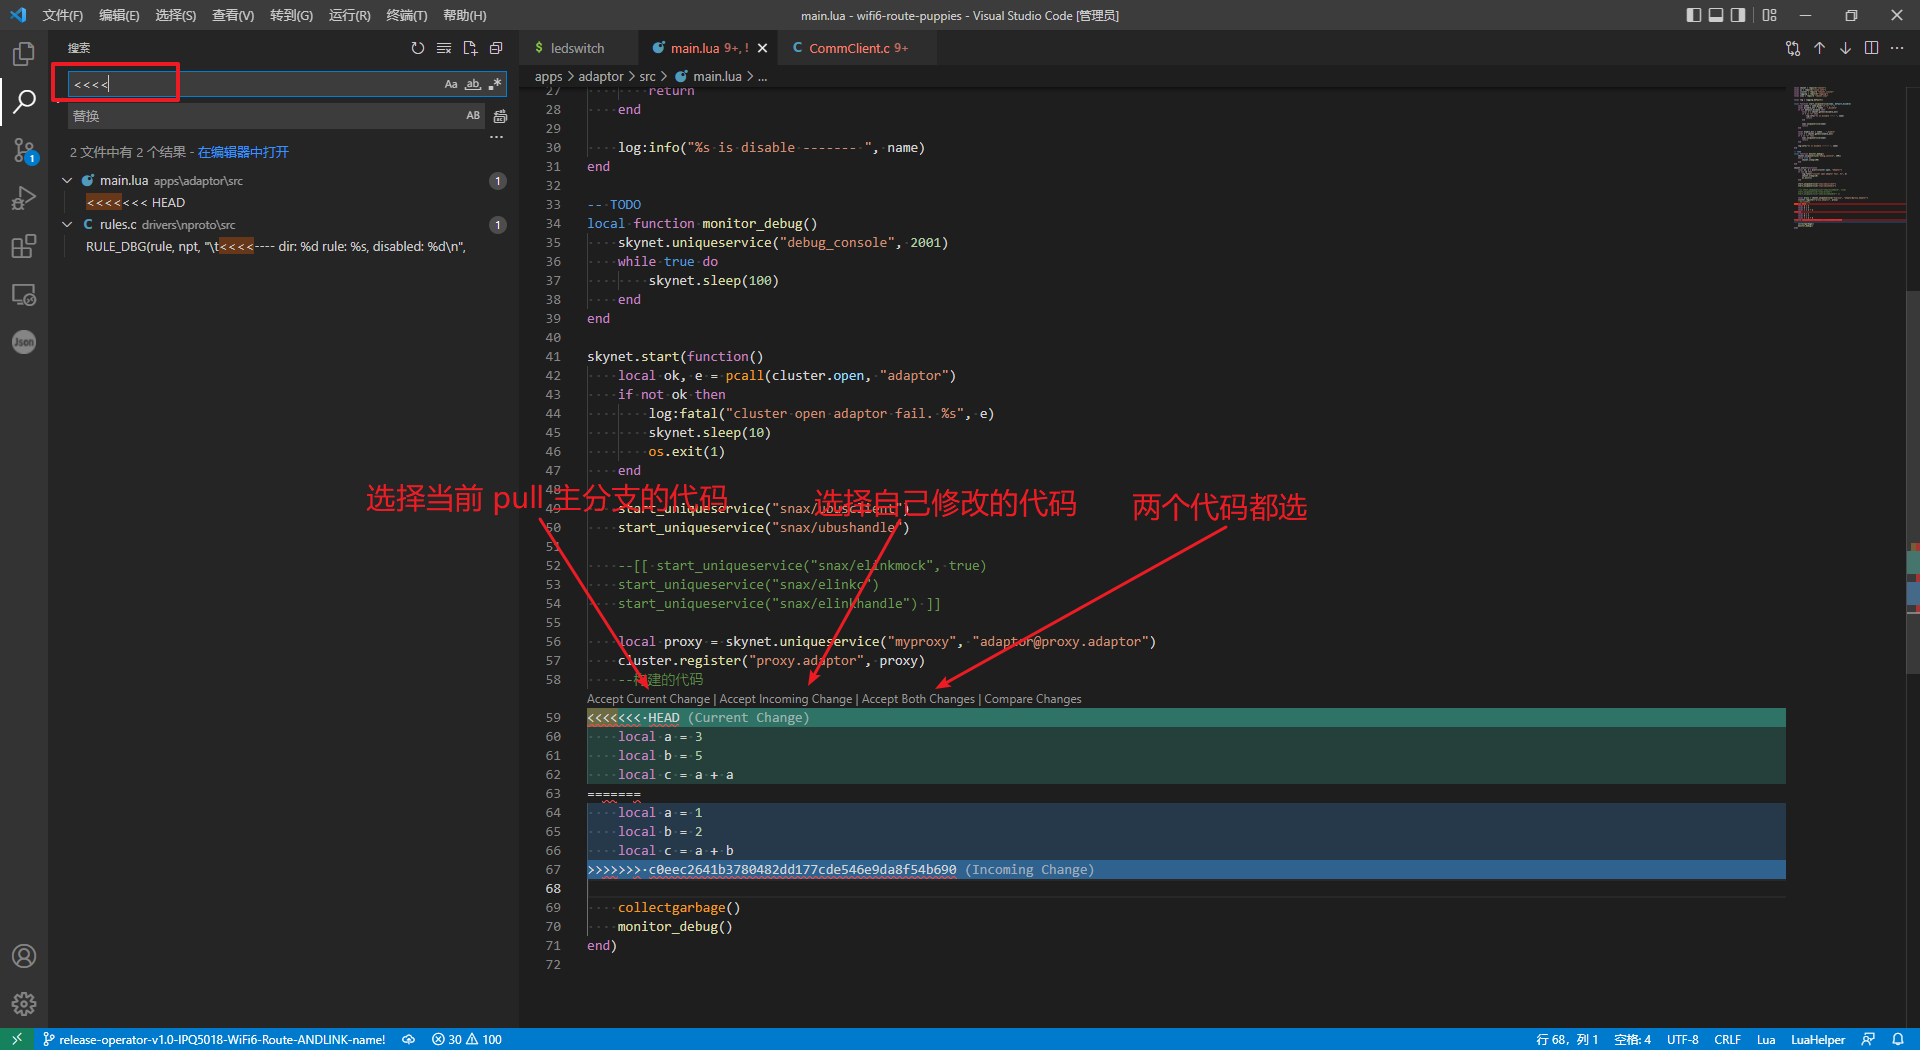 文件(F) 编辑(E) 选择(S) 查看(V) 转到(G) 运行(R) 终端(T) 帮助(H)
main.lua - wifi6-route-puppies - Visual Studio Code [管理员]
搜索
<<<<
Aa ab
替换
AB
2 文件中有 2 个结果 - 在编辑器中打开
main.lua apps\adaptor\src 1
<<<<<<< HEAD
rules.c drivers\nproto\src 1
RULE_DBG(rule, npt, "\t<<<<---- dir: %d rule: %s, disabled: %d\n",
1
Json
$ ledswitch
main.lua 9+, !
C CommClient.c 9+
apps > adaptor > src > main.lua > ...
27 return
28 end
29
30 log:info("%s is disable ------- ", name)
31 end
32
33 -- TODO
34 local function monitor_debug()
35 skynet.uniqueservice("debug_console", 2001)
36 while true do
37 skynet.sleep(100)
38 end
39 end
40
41 skynet.start(function()
42 local ok, e = pcall(cluster.open, "adaptor")
43 if not ok then
44 log:fatal("cluster open adaptor fail. %s", e)
45 skynet.sleep(10)
46 os.exit(1)
47 end
48
选择当前 pull 主分支的代码
选择自己修改的代码
两个代码都选
49 start_uniqueservice("snax/ubusclient")
50 start_uniqueservice("snax/ubushandle")
51
52 --[[ start_uniqueservice("snax/elinkmock", true)
53 start_uniqueservice("snax/elinkc")
54 start_uniqueservice("snax/elinkhandle") ]]
55
56 local proxy = skynet.uniqueservice("myproxy", "adaptor@proxy.adaptor")
57 cluster.register("proxy.adaptor", proxy)
58 --构建的代码
Accept Current Change | Accept Incoming Change | Accept Both Changes | Compare Changes
59 <<<<<<< HEAD (Current Change)
60 local a = 3
61 local b = 5
62 local c = a + a
63 =======
64 local a = 1
65 local b = 2
66 local c = a + b
67 >>>>>>> c0eec2641b3780482dd177cde546e9da8f54b690 (Incoming Change)
68
69 collectgarbage()
70 monitor_debug()
71 end)
72
release-operator-v1.0-IPQ5018-WiFi6-Route-ANDLINK-name! 30 100
行 68，列 1 空格: 4 UTF-8 CRLF Lua LuaHelper